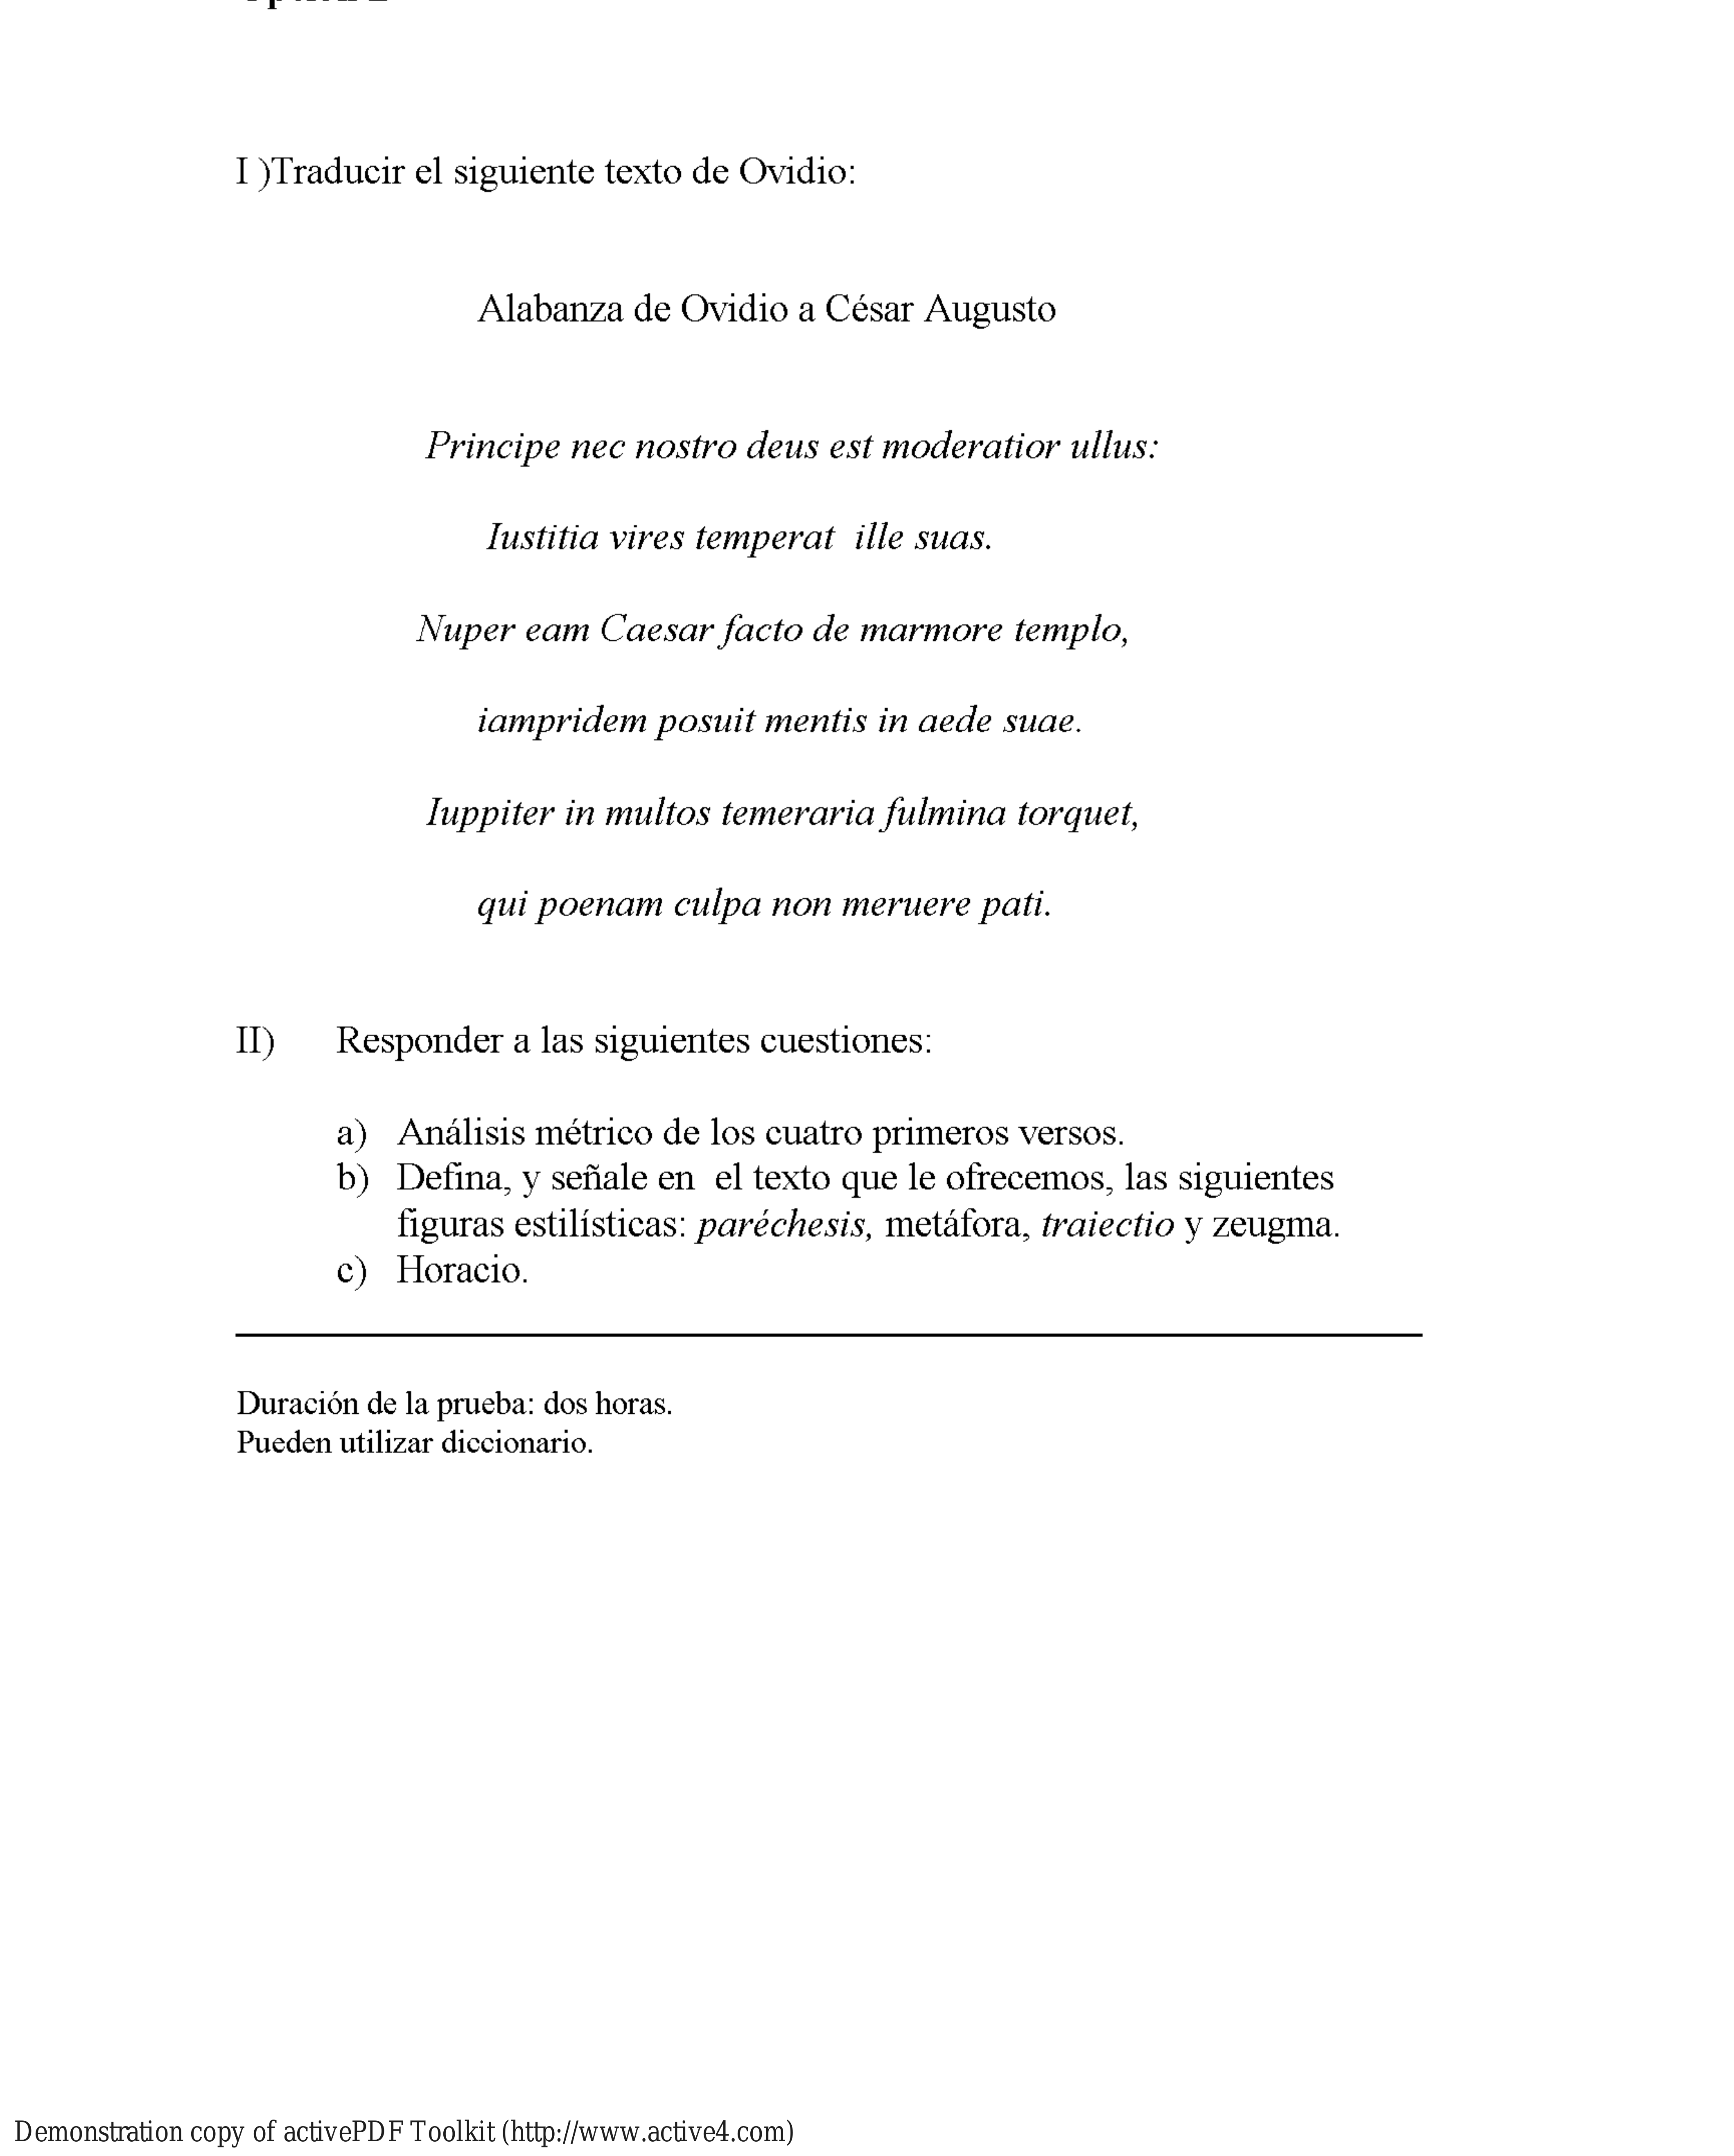 I )Traducir el siguiente texto de Ovidio:
Alabanza de Ovidio a César Augusto
Principe nec nostro deus est moderatior ullus:
Iustitia vires temperat  ille suas.
Nuper eam Caesar facto de marmore templo,
iampridem posuit mentis in aede suae.
Iuppiter in multos temeraria fulmina torquet,
qui poenam culpa non meruere pati.
II) Responder a las siguientes cuestiones:
a) Análisis métrico de los cuatro primeros versos.
b) Defina, y señale en  el texto que le ofrecemos, las siguientes
figuras estilísticas: paréchesis, metáfora, traiectio y zeugma.
c) Horacio.
Duración de la prueba: dos horas.
Pueden utilizar diccionario.
Demonstration copy of activePDF Toolkit (http://www.active4.com)